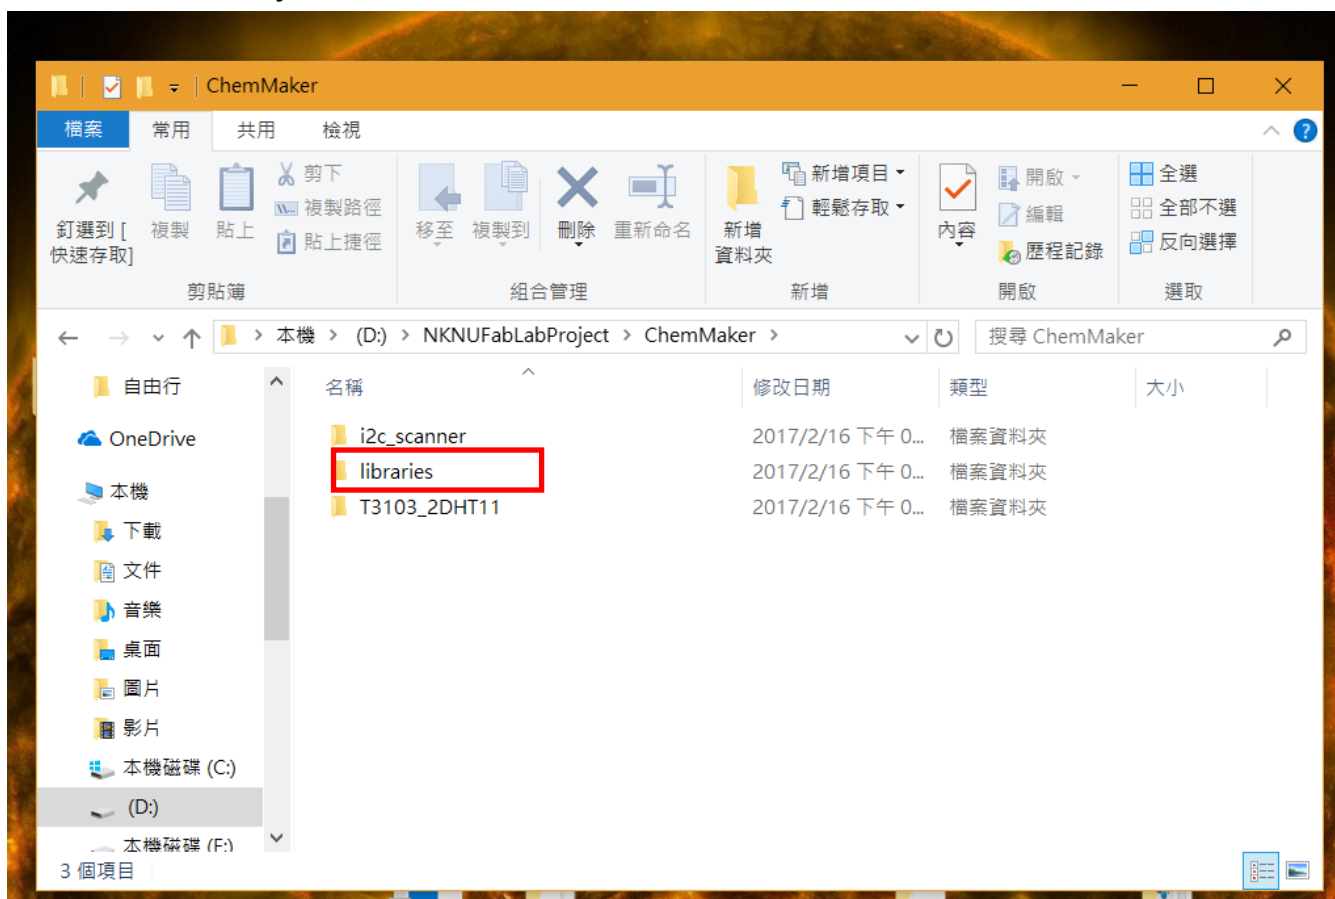 ChemMaker
檔案 常用 共用 檢視
釘選到 [
快速存取]
複製
貼上
剪下
複製路徑
貼上捷徑
移至
複製到
刪除
重新命名
新增
資料夾
新增項目
輕鬆存取
內容
開啟
編輯
歷程記錄
全選
全部不選
反向選擇
剪貼簿 組合管理 新增 開啟 選取
本機 > (D:) > NKNUFabLabProject > ChemMaker >
搜尋 ChemMaker
名稱 修改日期 類型 大小
i2c_scanner 2017/2/16 下午 0... 檔案資料夾
libraries 2017/2/16 下午 0... 檔案資料夾
T3103_2DHT11 2017/2/16 下午 0... 檔案資料夾
自由行
OneDrive
本機
下載
文件
音樂
桌面
圖片
影片
本機磁碟 (C:)
(D:)
3 個項目